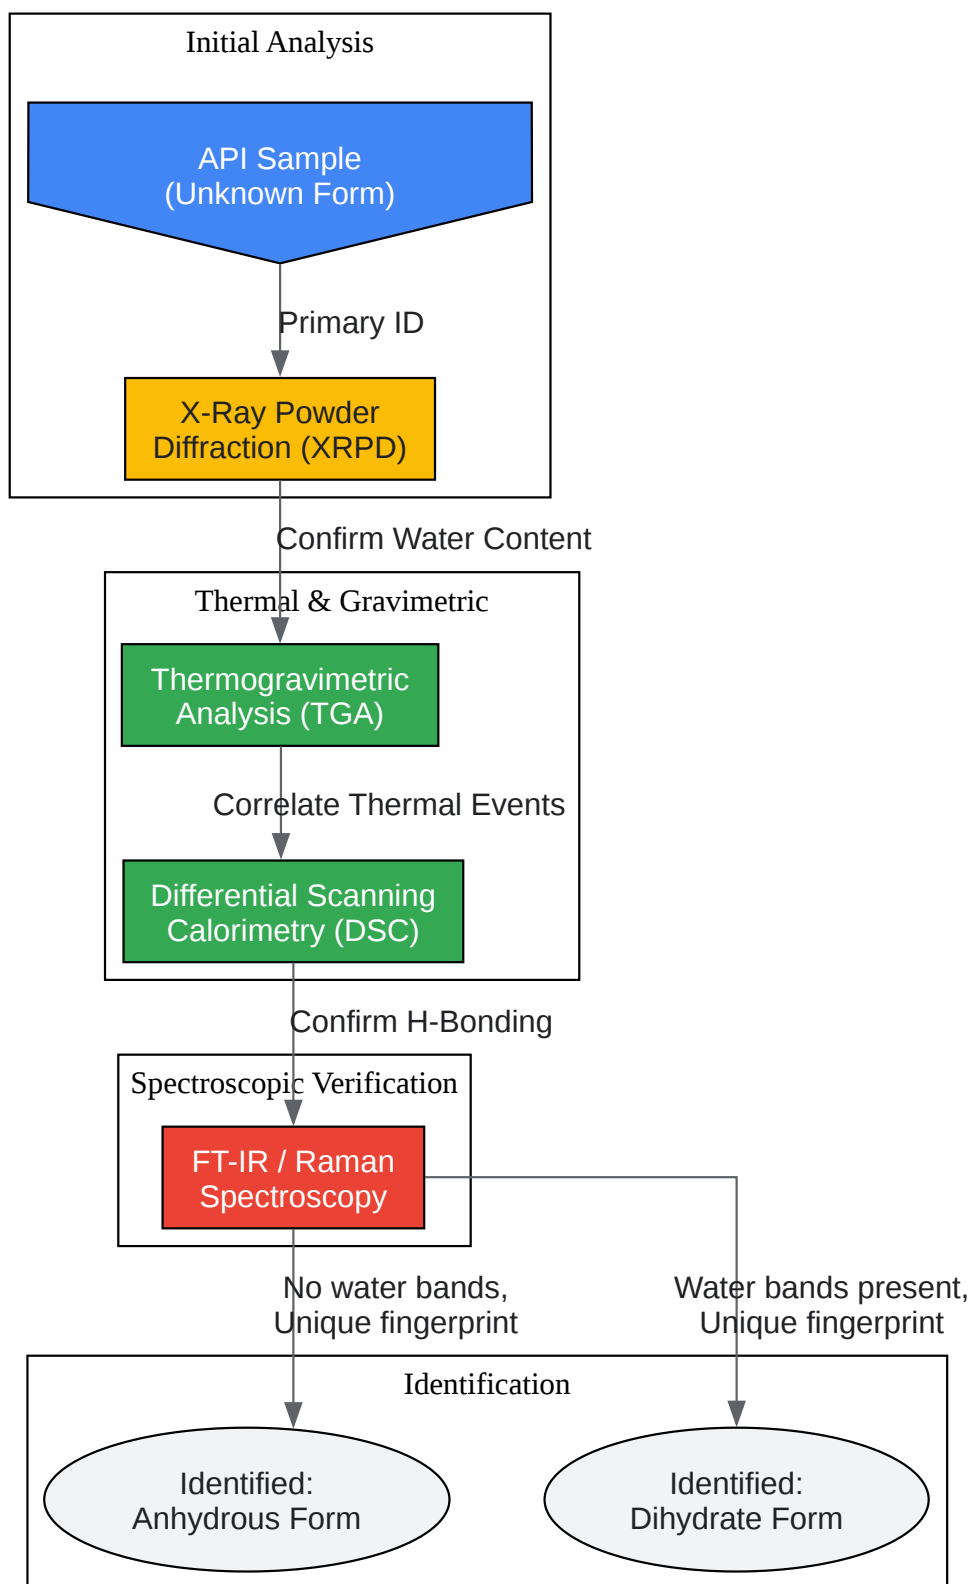 Initial Analysis
API Sample
(Unknown Form)
Primary ID
X-Ray Powder
Diffraction (XRPD)
Confirm Water Content
Thermal & Gravimetric
Thermogravimetric
Analysis (TGA)
Correlate Thermal Events
Differential Scanning
Calorimetry (DSC)
Confirm H-Bonding
Spectroscopic Verification
FT-IR / Raman
Spectroscopy
No water bands,
Unique fingerprint
Water bands present,
Unique fingerprint
Identification
Identified:
Anhydrous Form
Identified:
Dihydrate Form